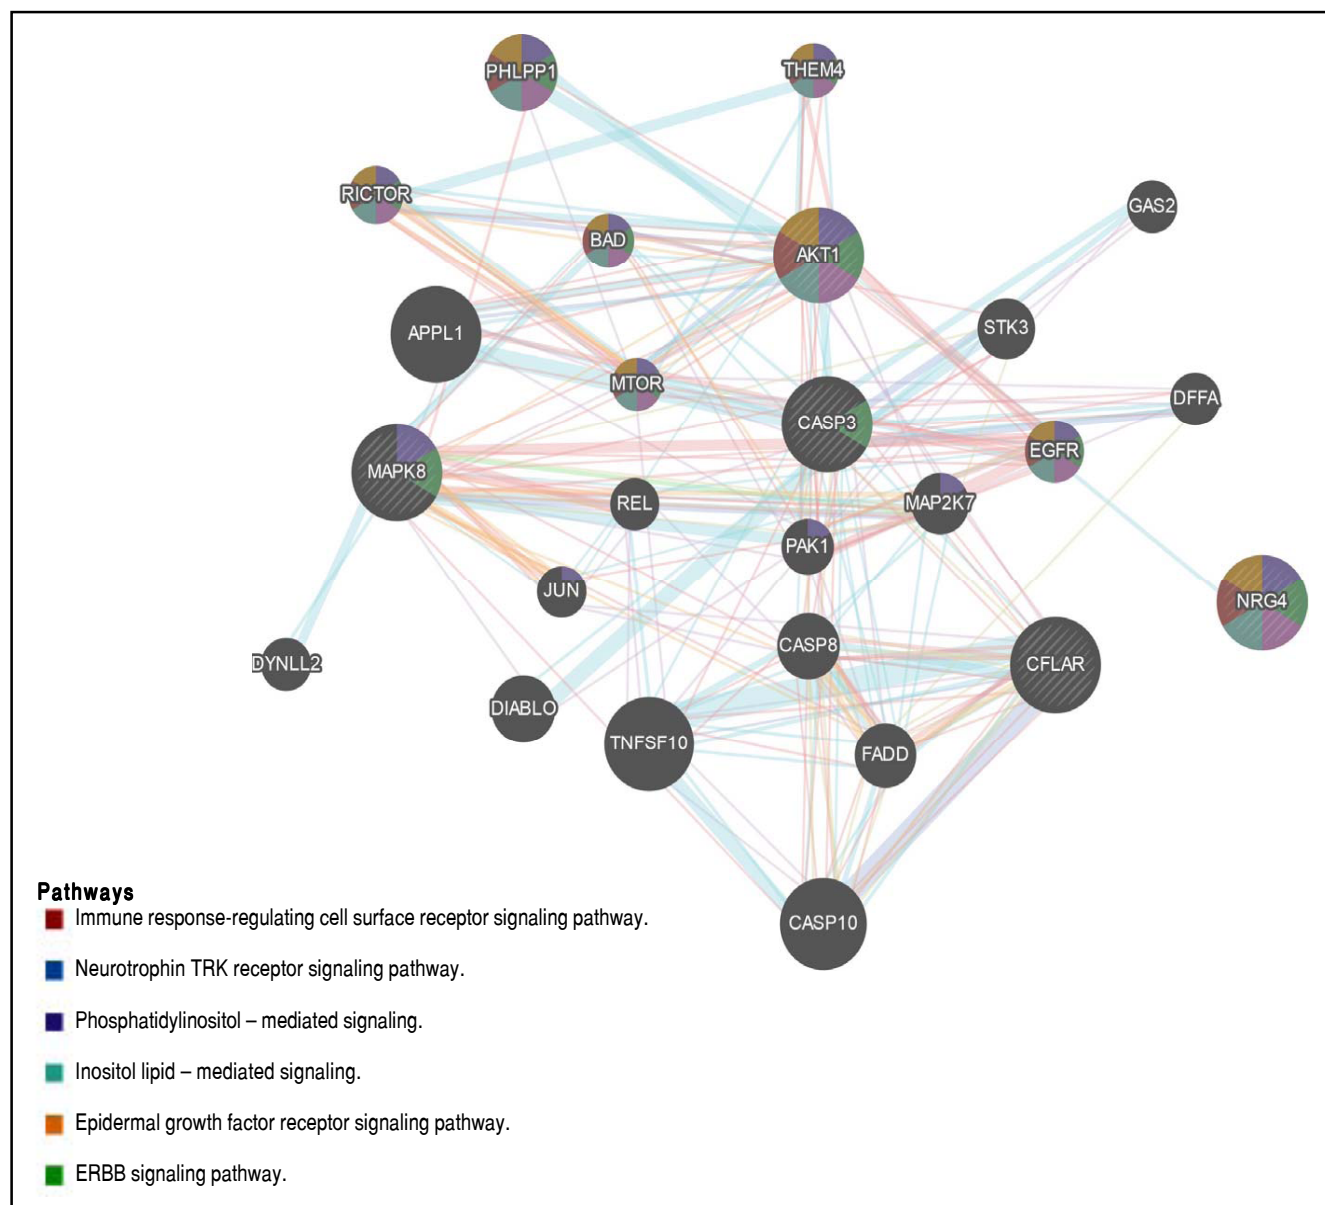 PHLPP1
THEM4
RICTOR
GAS2
BAD
AKT1
STK3
APPL1
MTOR
DFFA
CASP3
EGFR
MAPK8
REL
MAP2K7
PAK1
JUN
NRG4
CASP8
DYNLL2
CFLAR
DIABLO
TNFSF10
FADD
CASP10
Pathways
Immune response-regulating cell surface receptor signaling pathway.
Neurotrophin TRK receptor signaling pathway.
Phosphatidylinositol – mediated signaling.
Inositol lipid – mediated signaling.
Epidermal growth factor receptor signaling pathway.
ERBB signaling pathway.